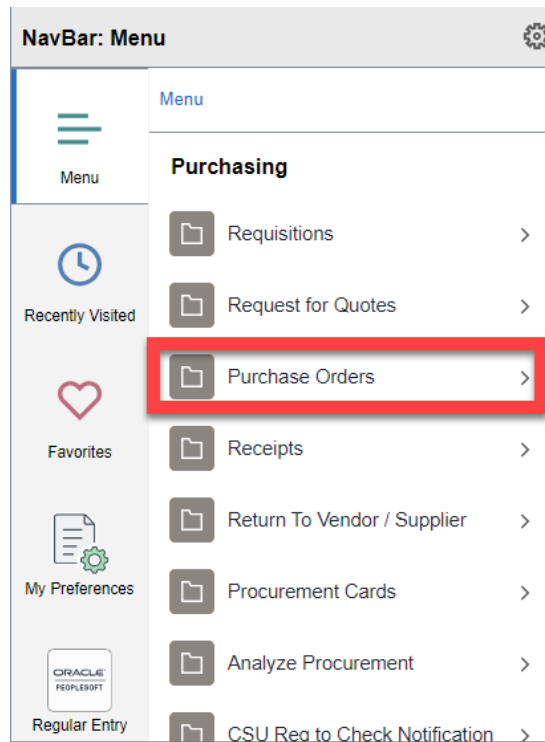 NavBar: Menu
Menu
Menu
Purchasing
Requisitions
Recently Visited
Request for Quotes
Purchase Orders
Favorites
Receipts
Return To Vendor / Supplier
My Preferences
Procurement Cards
ORACLE'
PEOPLESOFT
Analyze Procurement
Regular Entry
CSU Req to Check Notification